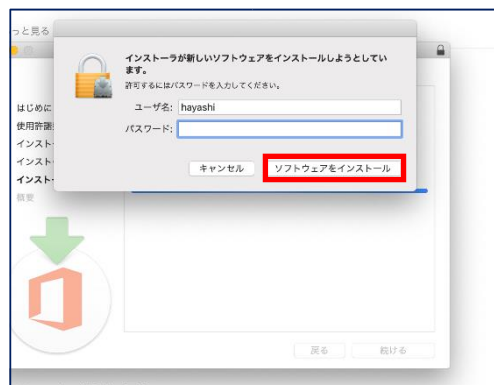 っと見る
インストーラが新しいソフトウェアをインストールしようとしてい
ます。
許可するにはパスワードを入力してください。
ユーザ名: hayashi
パスワード:
キャンセル ソフトウェアをインストール
はじめに
使用許諾
インスト
インスト
インスト
概要
戻る 続ける